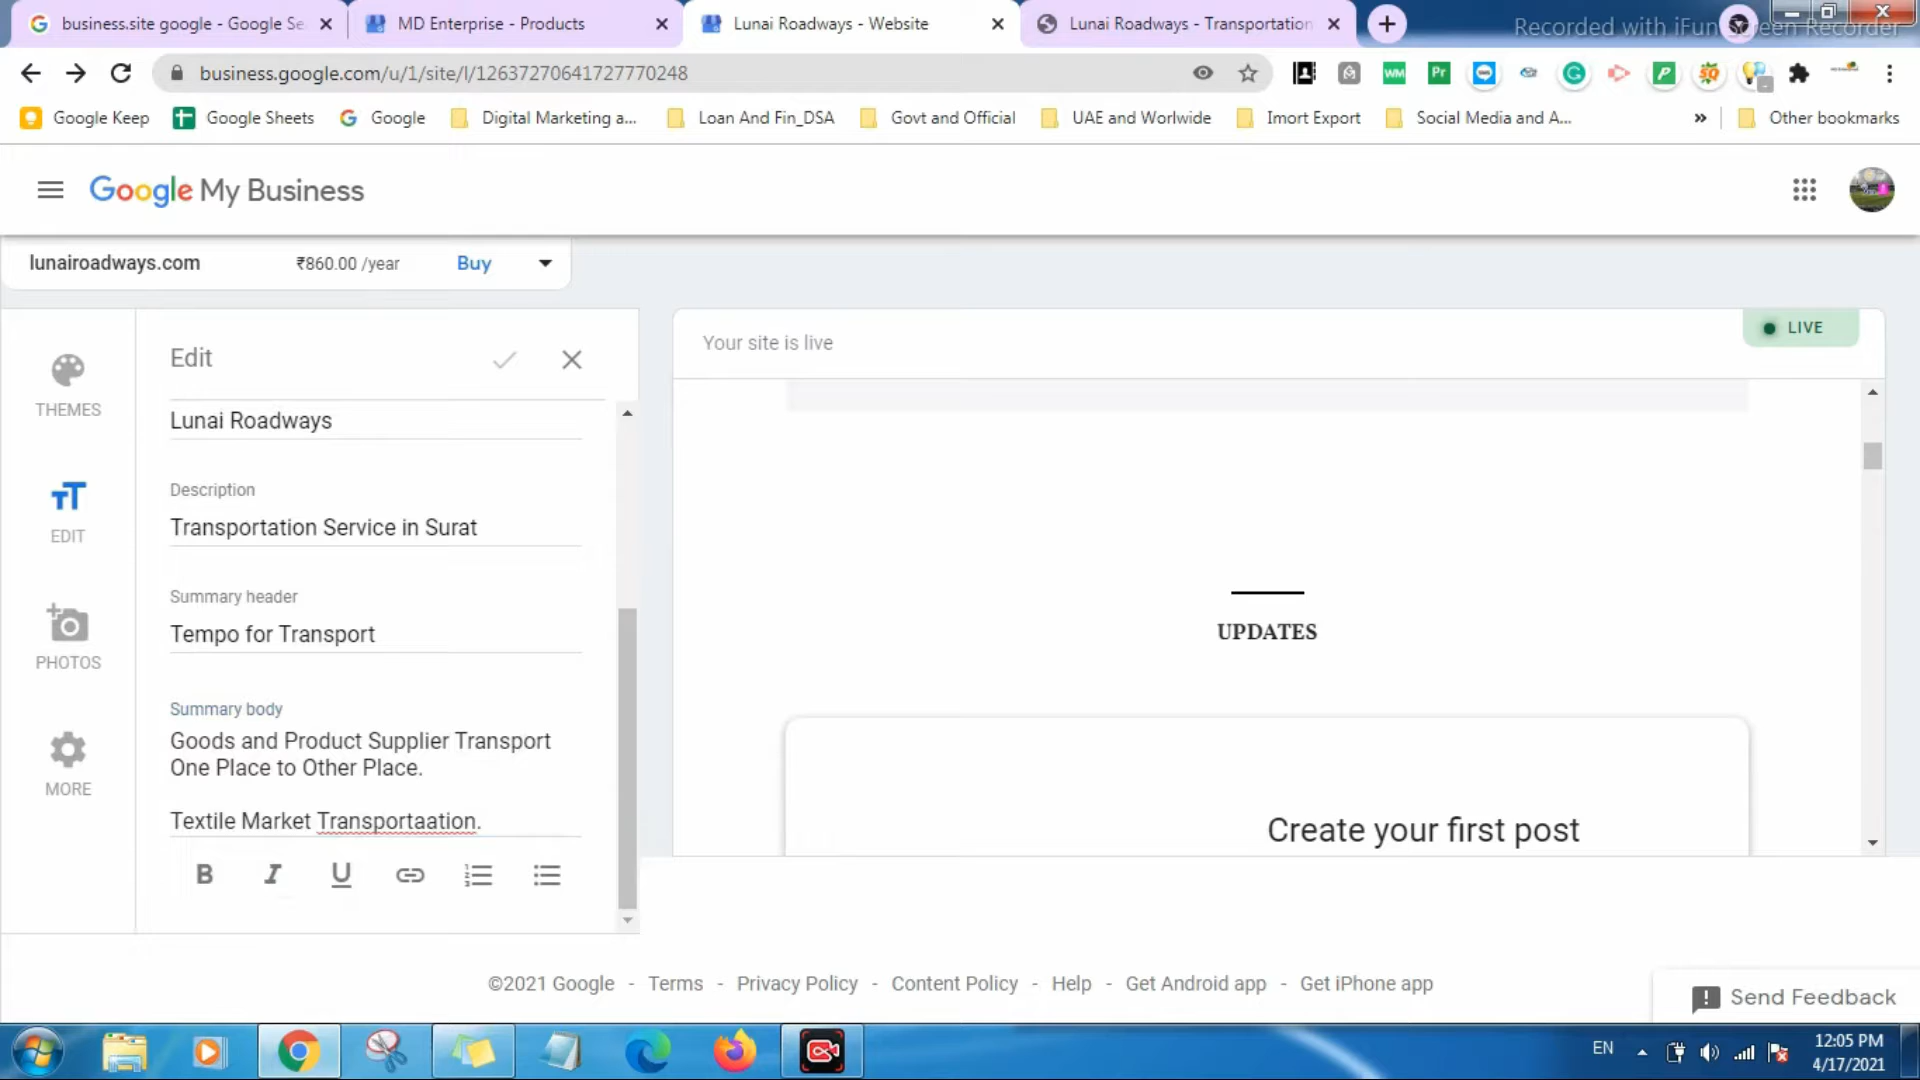 business.site google - Google Se
MD Enterprise - Products
Lunai Roadways - Website
Lunai Roadways - Transportation
Recorded with iFun Screen Recorder
business.google.com/u/1/site/l/12637270641727770248
Google Keep
Google Sheets
Google
Digital Marketing a...
Loan And Fin_DSA
Govt and Official
UAE and Worlwide
Imort Export
Social Media and A...
»
Other bookmarks
Google My Business
lunairoadways.com
₹860.00 /year
Buy
THEMES
EDIT
PHOTOS
MORE
Edit
Lunai Roadways
Description
Transportation Service in Surat
Summary header
Tempo for Transport
Summary body
Goods and Product Supplier Transport
One Place to Other Place.
Textile Market Transportaation.
B I U
Your site is live
LIVE
UPDATES
Create your first post
©2021 Google - Terms - Privacy Policy - Content Policy - Help - Get Android app - Get iPhone app
Send Feedback
EN
12:05 PM
4/17/2021